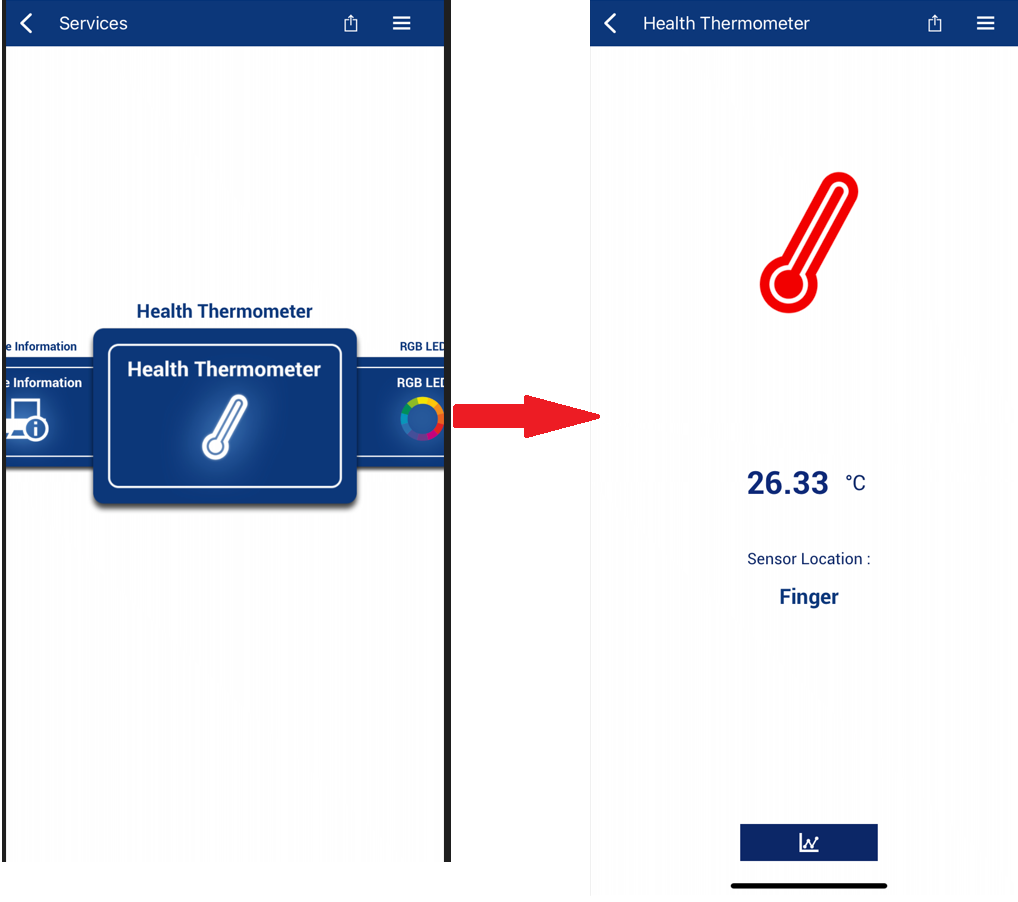 Services
Health Thermometer
e Information
RGB LED
Health Thermometer
e Information
RGB LED
Health Thermometer
26.33 °C
Sensor Location :
Finger